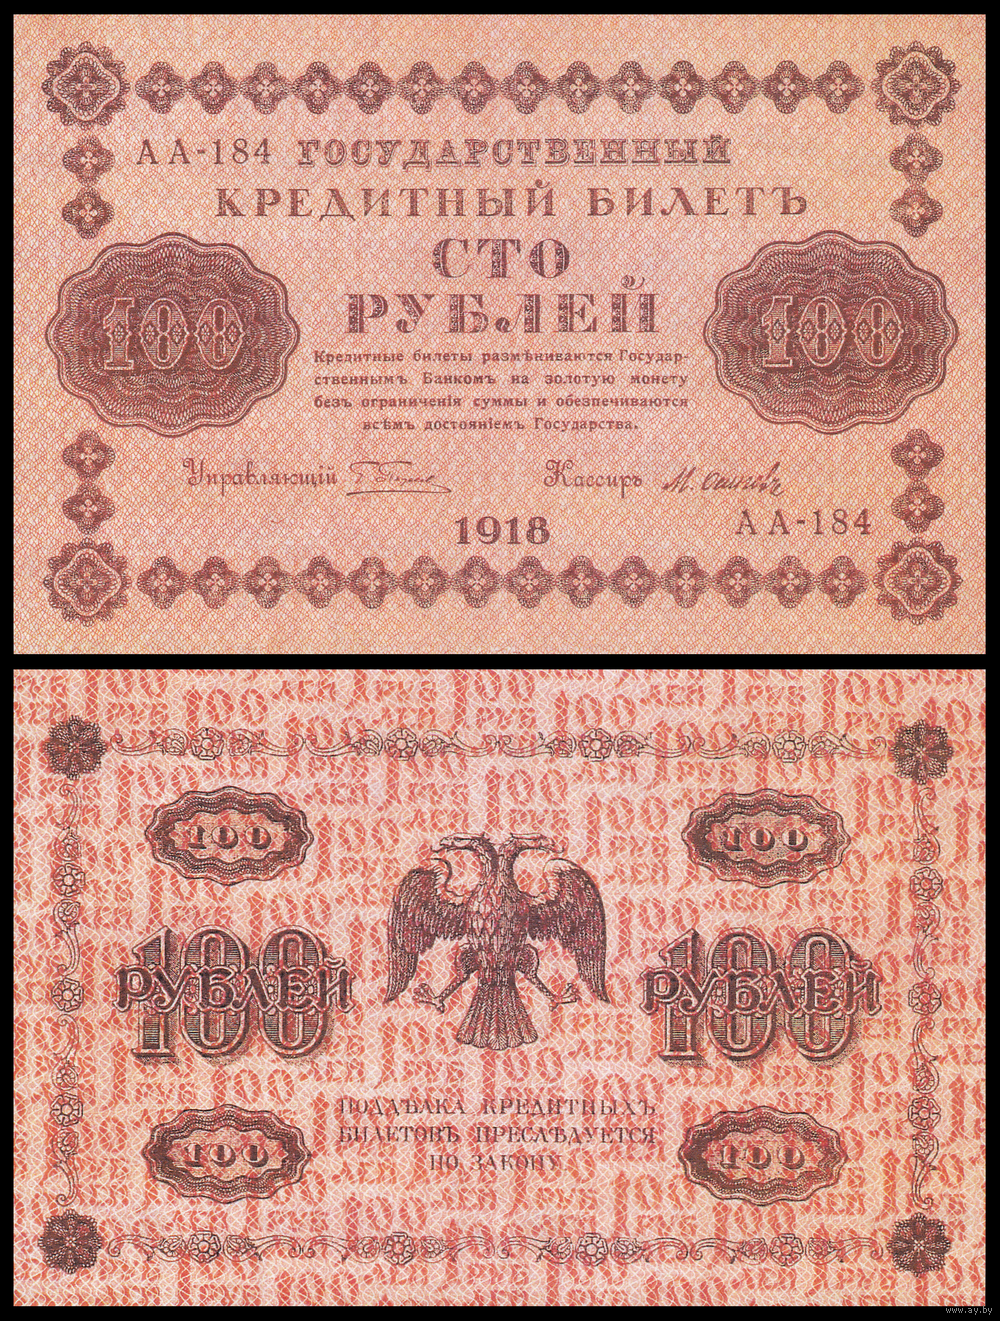 АА-184 ГОСУДАРСТВЕННЫЙ
КРЕДИТНЫЙ БИЛЕТЪ
СТО
РУБЛЕЙ
100 100
Кредитные билеты размѣниваются Государ-
ственнымъ Банкомъ на золотую монету
безъ ограниченія суммы и обезпечиваются
всѣмъ достояніемъ Государства.
Управляющій Кассиръ
1918
АА-184
100 100
100 РУБЛЕЙ 100 РУБЛЕЙ
ПОДДѢЛКА КРЕДИТНЫХЪ
БИЛЕТОВЪ ПРЕСЛѢДУЕТСЯ
ПО ЗАКОНУ
100 100
www.ay.by